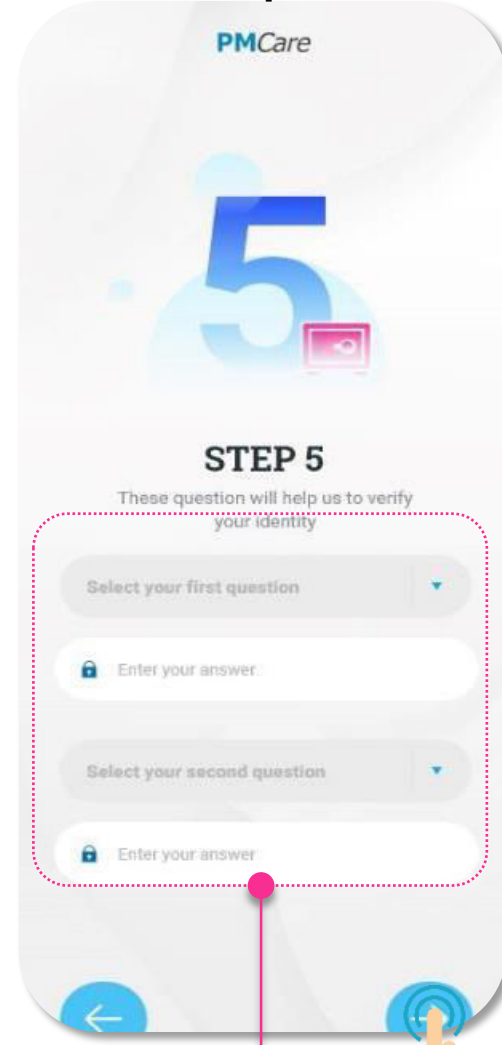 PMCare
5
STEP 5
These question will help us to verify
your identity
Select your first question
Enter your answer
Select your second question
Enter your answer